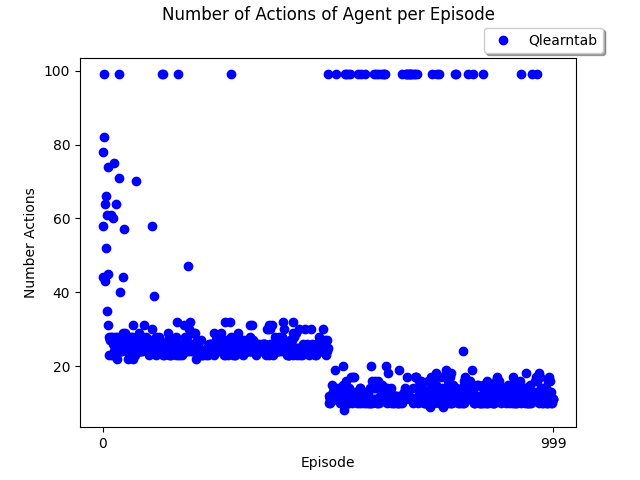 Number of Actions of Agent per Episode
Qlearntab
100
80
60
40
20
Number Actions
0
999
Episode